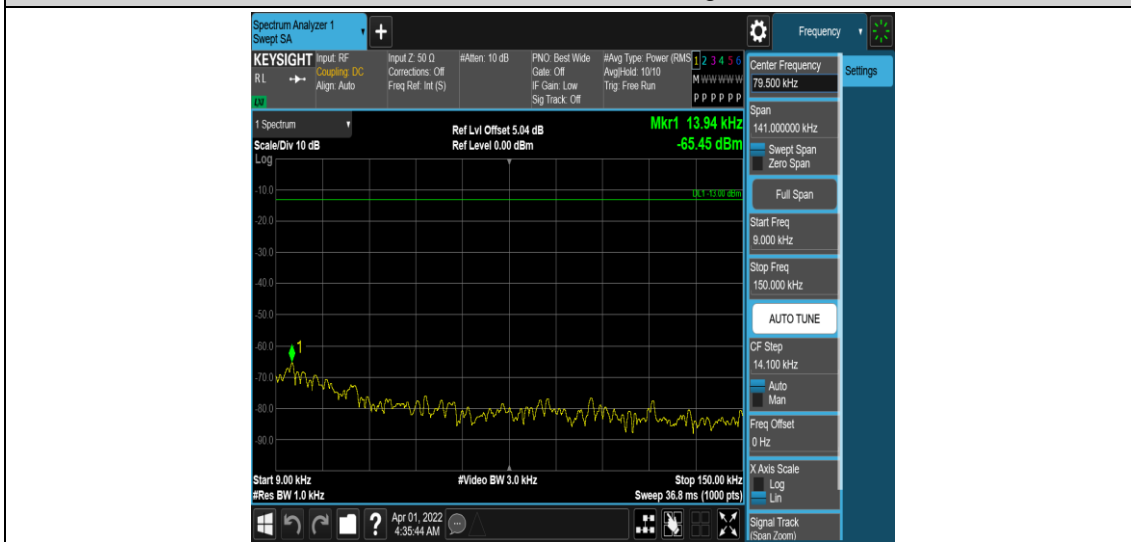 Spectrum Analyzer 1
Swept SA
+
Frequency
KEYSIGHT
RL
LXI
Input: RF
Coupling: DC
Align: Auto
Input Z: 50 Ω
Corrections: Off
Freq Ref: Int (S)
#Atten: 10 dB
PNO: Best Wide
Gate: Off
IF Gain: Low
Sig Track: Off
#Avg Type: Power (RMS
Avg|Hold: 10/10
Trig: Free Run
1 2 3 4 5 6
M W W W W W
P P P P P P
1 Spectrum
Scale/Div 10 dB
Log
Ref Lvl Offset 5.04 dB
Ref Level 0.00 dBm
Mkr1 13.94 kHz
-65.45 dBm
DL1 -13.00 dBm
-10.0
-20.0
-30.0
-40.0
-50.0
-60.0
1
-70.0
-80.0
-90.0
Start 9.00 kHz
#Res BW 1.0 kHz
#Video BW 3.0 kHz
Stop 150.00 kHz
Sweep 36.8 ms (1000 pts)
?
Apr 01, 2022
4:35:44 AM
Center Frequency
79.500 kHz
Settings
Span
141.000000 kHz
Swept Span
Zero Span
Full Span
Start Freq
9.000 kHz
Stop Freq
150.000 kHz
AUTO TUNE
CF Step
14.100 kHz
Auto
Man
Freq Offset
0 Hz
X Axis Scale
Log
Lin
Signal Track
(Span Zoom)